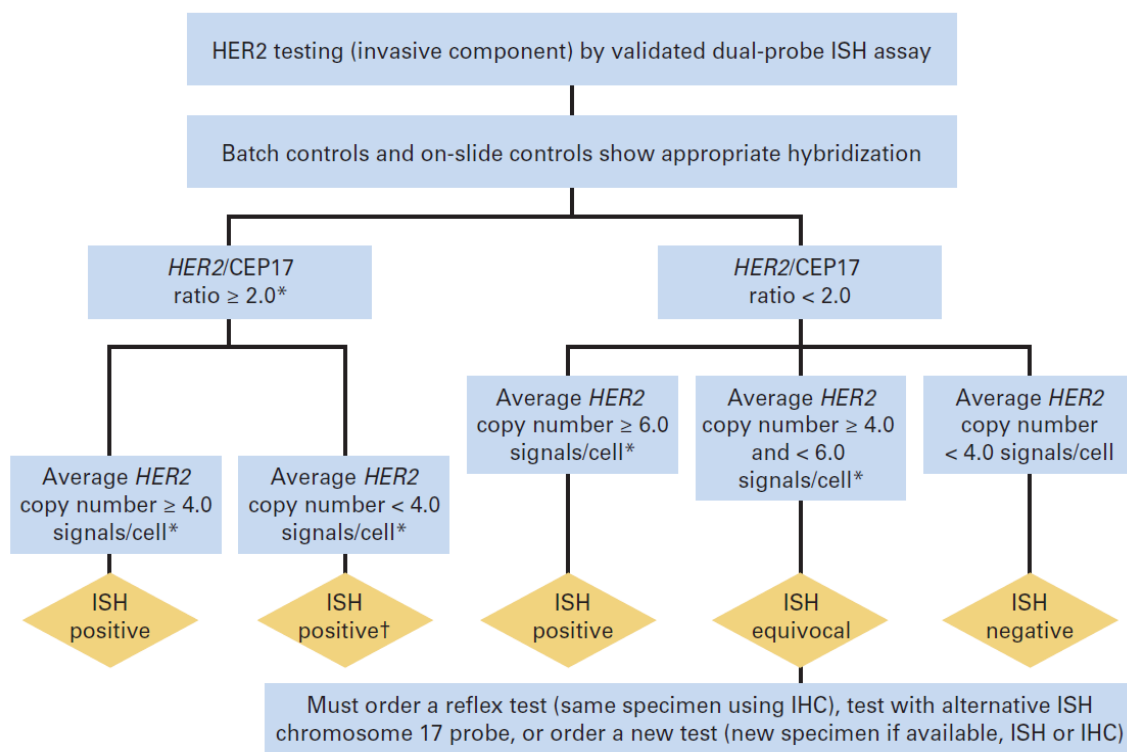 HER2 testing (invasive component) by validated dual-probe ISH assay
Batch controls and on-slide controls show appropriate hybridization
HER2/CEP17
ratio ≥ 2.0*
HER2/CEP17
ratio < 2.0
Average HER2
copy number ≥ 4.0
signals/cell*
Average HER2
copy number < 4.0
signals/cell*
Average HER2
copy number ≥ 6.0
signals/cell*
Average HER2
copy number ≥ 4.0
and < 6.0
signals/cell*
Average HER2
copy number
< 4.0 signals/cell
ISH
positive
ISH
positive†
ISH
positive
ISH
equivocal
ISH
negative
Must order a reflex test (same specimen using IHC), test with alternative ISH
chromosome 17 probe, or order a new test (new specimen if available, ISH or IHC)